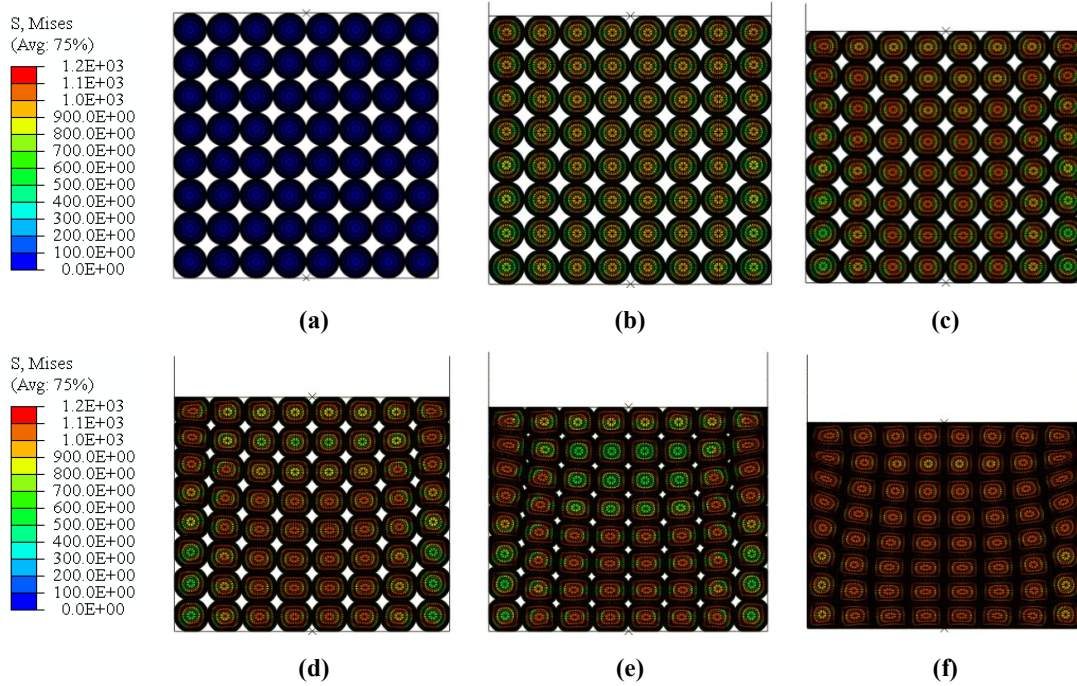 S, Mises
(Avg: 75%)
1.2E+03
1.1E+03
1.0E+03
900.0E+00
800.0E+00
700.0E+00
600.0E+00
500.0E+00
400.0E+00
300.0E+00
200.0E+00
100.0E+00
0.0E+00
(a)
(b)
(c)
S, Mises
(Avg: 75%)
1.2E+03
1.1E+03
1.0E+03
900.0E+00
800.0E+00
700.0E+00
600.0E+00
500.0E+00
400.0E+00
300.0E+00
200.0E+00
100.0E+00
0.0E+00
(d)
(e)
(f)